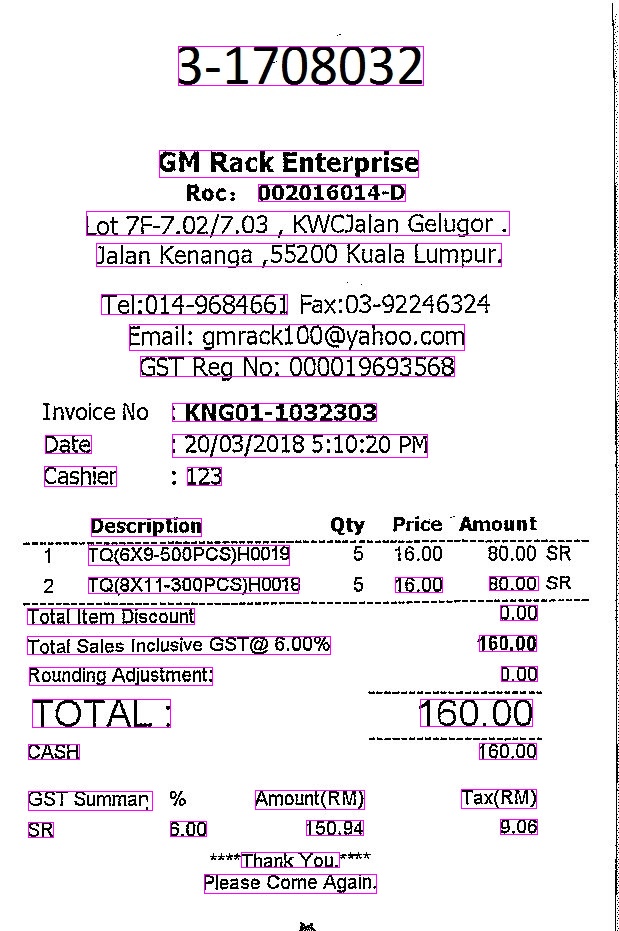 3-1708032
GM Rack Enterprise
Roc: 002016014-D
Lot 7F-7.02/7.03 , KWCJalan Gelugor .
Jalan Kenanga ,55200 Kuala Lumpur.
Tel:014-9684661 Fax:03-92246324
Email: gmrack100@yahoo.com
GST Reg No: 000019693568
Invoice No : KNG01-1032303
Date : 20/03/2018 5:10:20 PM
Cashier : 123
Description Qty Price Amount
1 TQ(6X9-500PCS)H0019 5 16.00 80.00 SR
2 TQ(8X11-300PCS)H0018 5 16.00 80.00 SR
Total Item Discount 0.00
Total Sales Inclusive GST@ 6.00% 160.00
Rounding Adjustment: 0.00
TOTAL : 160.00
CASH 160.00
GST Summar % Amount(RM) Tax(RM)
SR 6.00 150.94 9.06
****Thank You.****
Please Come Again.